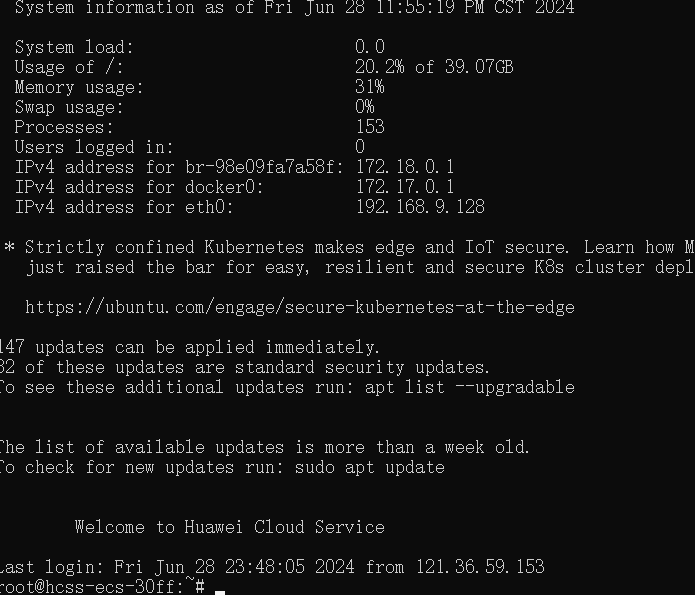 System information as of Fri Jun 28 11:55:19 PM CST 2024
System load: 0.0
Usage of /: 20.2% of 39.07GB
Memory usage: 31%
Swap usage: 0%
Processes: 153
Users logged in: 0
IPv4 address for br-98e09fa7a58f: 172.18.0.1
IPv4 address for docker0: 172.17.0.1
IPv4 address for eth0: 192.168.9.128
* Strictly confined Kubernetes makes edge and IoT secure. Learn how M
just raised the bar for easy, resilient and secure K8s cluster depl
https://ubuntu.com/engage/secure-kubernetes-at-the-edge
147 updates can be applied immediately.
of these updates are standard security updates.
To see these additional updates run: apt list --upgradable
The list of available updates is more than a week old.
To check for new updates run: sudo apt update
Welcome to Huawei Cloud Service
Last login: Fri Jun 28 23:48:05 2024 from 121.36.59.153
root@hcss-ecs-30ff:~#